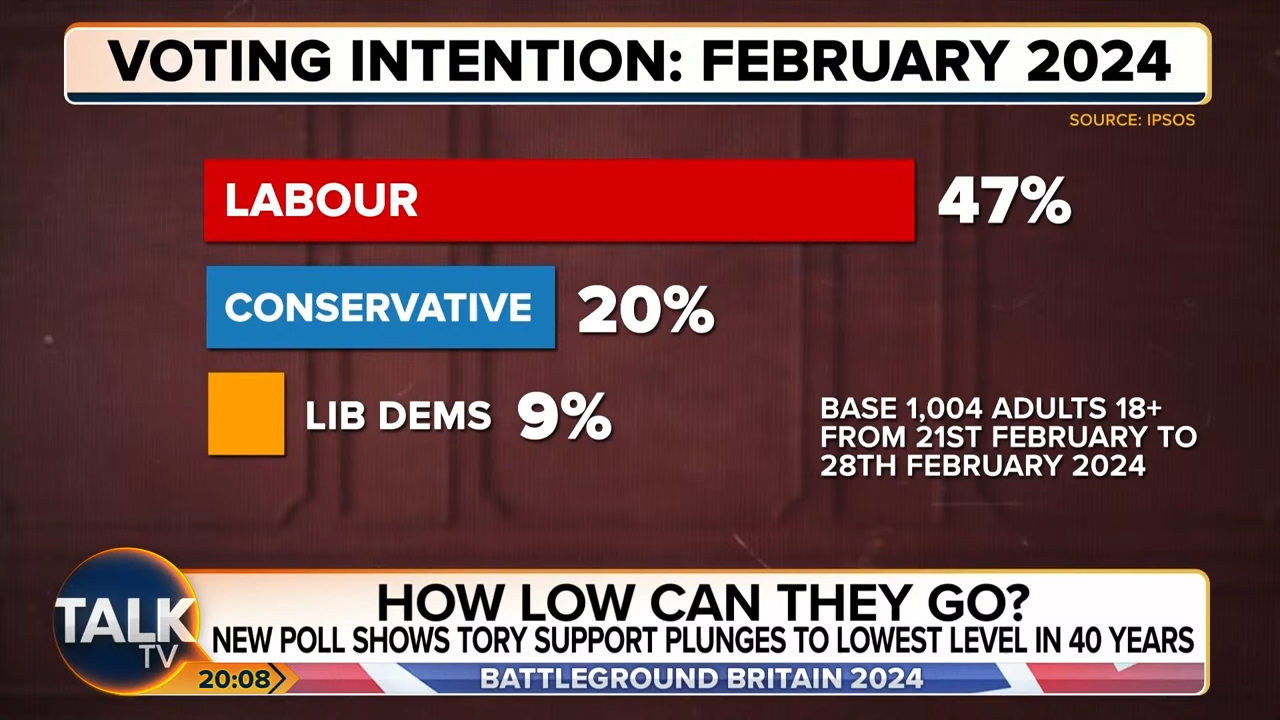 VOTING INTENTION: FEBRUARY 2024
SOURCE: IPSOS
LABOUR 47%
CONSERVATIVE 20%
LIB DEMS 9%
BASE 1,004 ADULTS 18+
FROM 21ST FEBRUARY TO
28TH FEBRUARY 2024
HOW LOW CAN THEY GO?
NEW POLL SHOWS TORY SUPPORT PLUNGES TO LOWEST LEVEL IN 40 YEARS
TALK
TV
20:08
BATTLEGROUND BRITAIN 2024